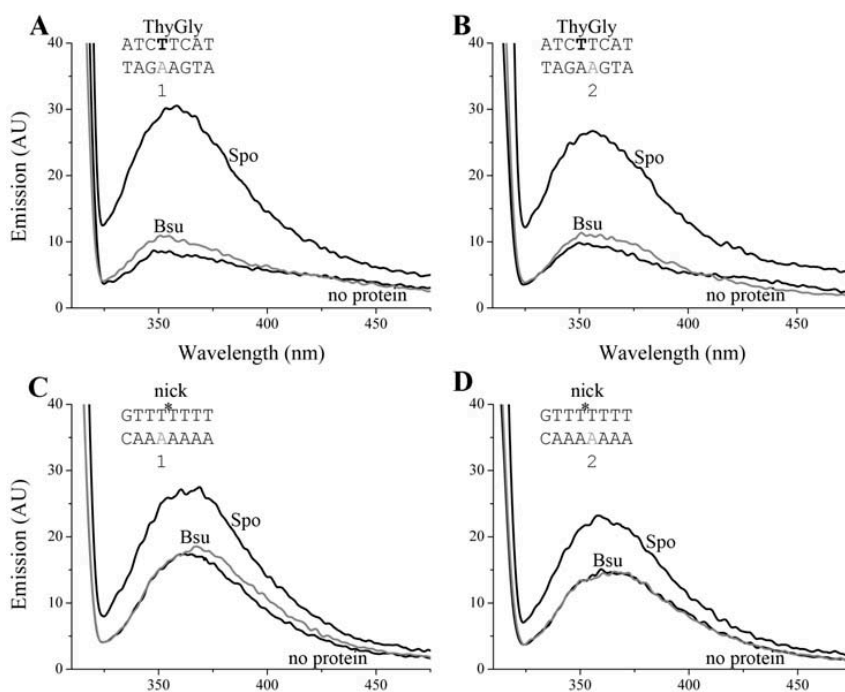 A
ThyGly
ATCTTCAT
TAGAAGTA
1
Spo
Bsu
no protein
40
30
20
10
0
350
400
450
Emission (AU)
Wavelength (nm)
B
ThyGly
ATCTTCAT
TAGAAGTA
2
Spo
Bsu
no protein
40
30
20
10
0
350
400
450
Wavelength (nm)
C
nick
*
GTTTTTTT
CAAAAAAA
1
Spo
Bsu
no protein
40
30
20
10
0
350
400
450
Emission (AU)
D
nick
*
GTTTTTTT
CAAAAAAA
2
Spo
Bsu
no protein
40
30
20
10
0
350
400
450